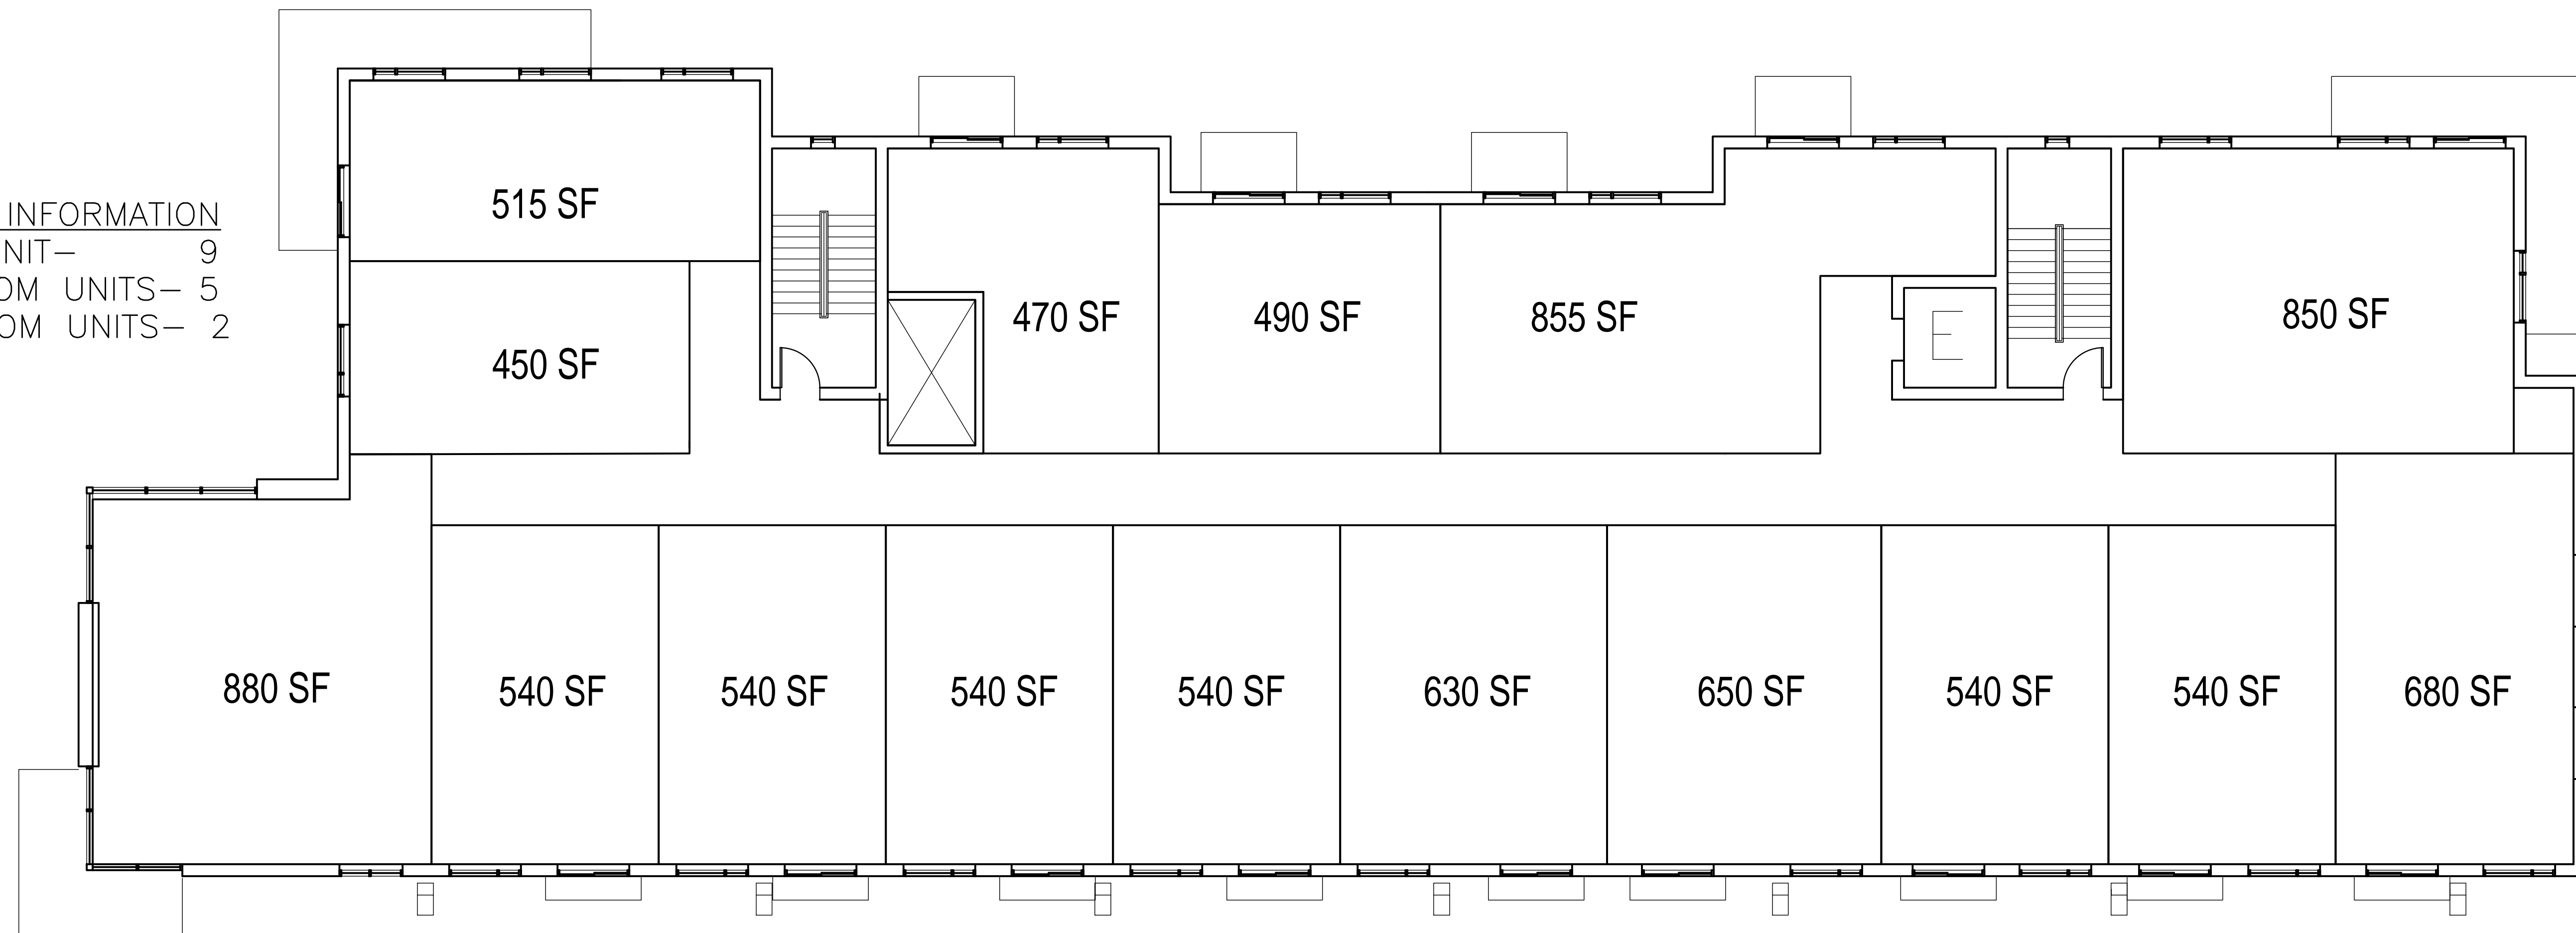 INFORMATION
NIT- 9
OM UNITS- 5
OM UNITS- 2
515 SF
450 SF
470 SF
490 SF
855 SF
E
850 SF
880 SF
540 SF
540 SF
540 SF
540 SF
630 SF
650 SF
540 SF
540 SF
680 SF